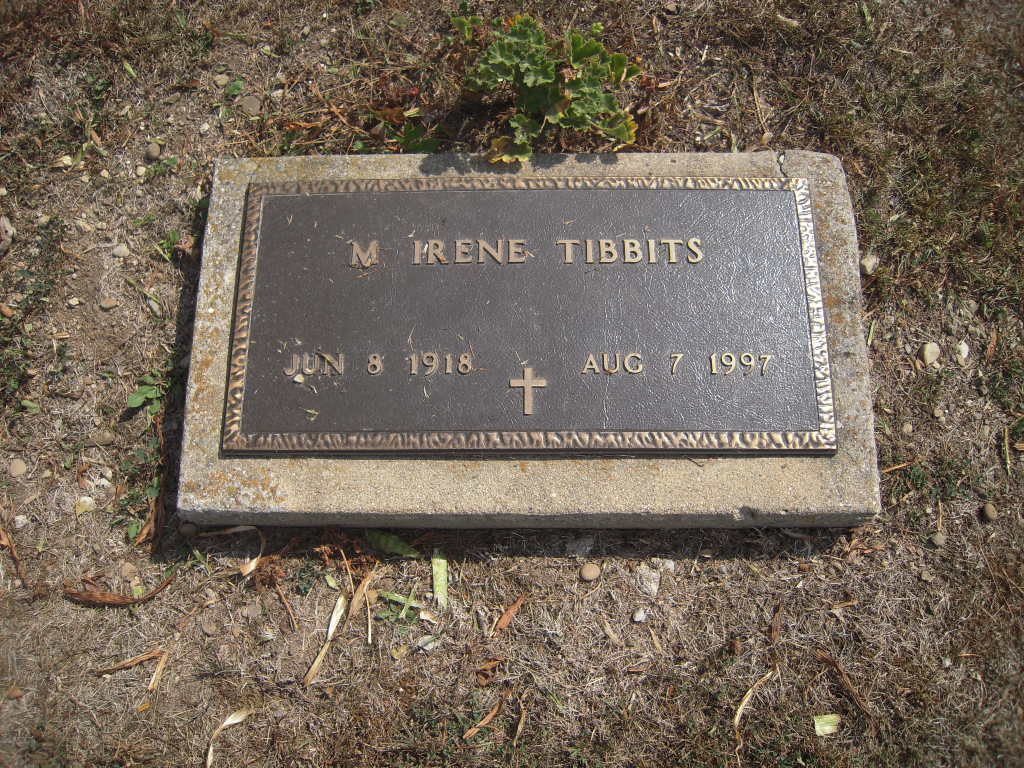 M IRENE TIBBITS
JUN 8 1918 AUG 7 1997